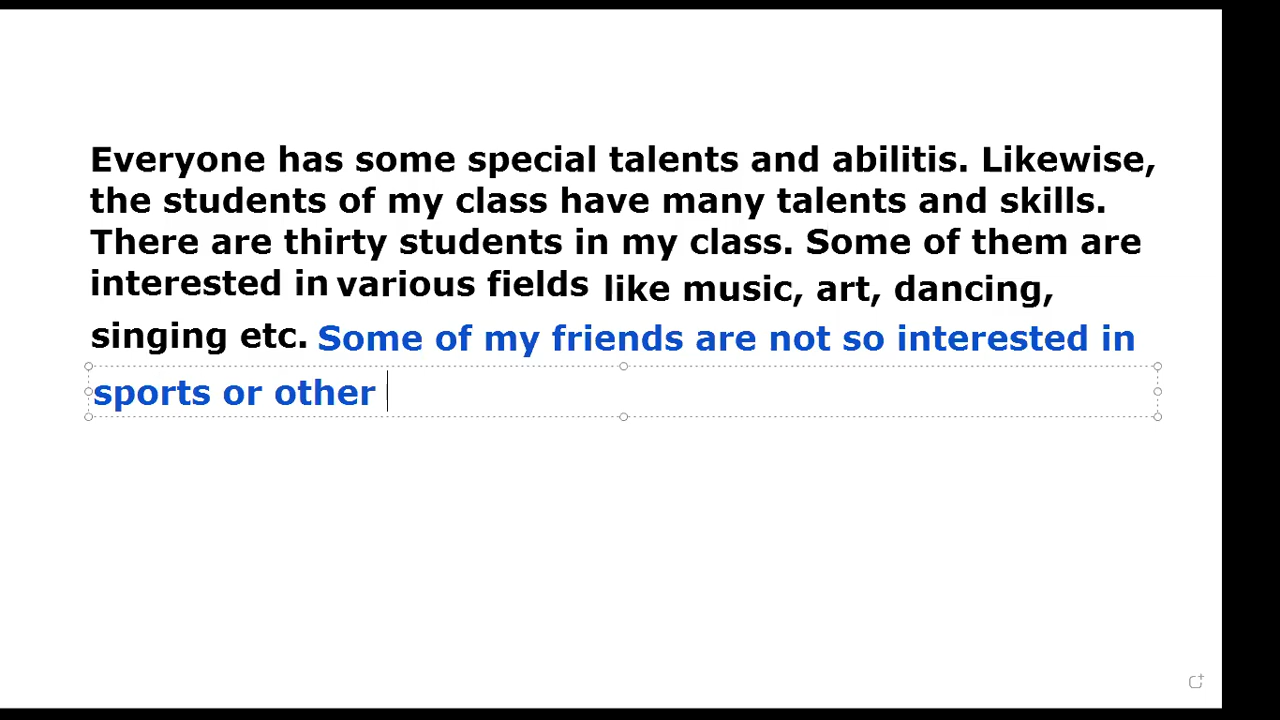 Everyone has some special talents and abilitis. Likewise,
the students of my class have many talents and skills.
There are thirty students in my class. Some of them are
interested in various fields like music, art, dancing,
singing etc. Some of my friends are not so interested in
sports or other